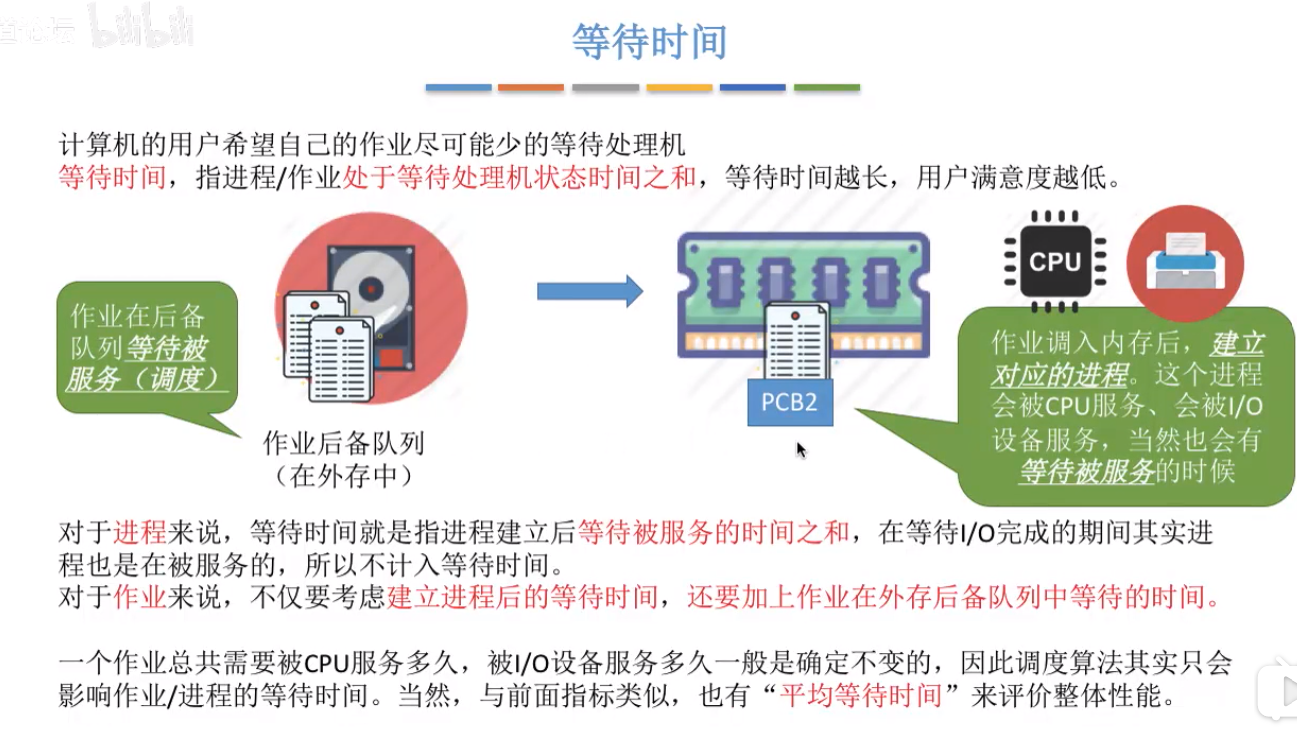 bilibili
等待时间
计算机的用户希望自己的作业尽可能少的等待处理机
等待时间，指进程/作业处于等待处理机状态时间之和，等待时间越长，用户满意度越低。
作业在后备
队列等待被
服务（调度）
作业后备队列
（在外存中）
PCB2
CPU
作业调入内存后，建立
对应的进程。这个进程
会被CPU服务、会被I/O
设备服务，当然也会有
等待被服务的时候
对于进程来说，等待时间就是指进程建立后等待被服务的时间之和，在等待I/O完成的期间其实进
程也是在被服务的，所以不计入等待时间。
对于作业来说，不仅要考虑建立进程后的等待时间，还要加上作业在外存后备队列中等待的时间。
一个作业总共需要被CPU服务多久，被I/O设备服务多久一般是确定不变的，因此调度算法其实只会
影响作业/进程的等待时间。当然，与前面指标类似，也有“平均等待时间”来评价整体性能。